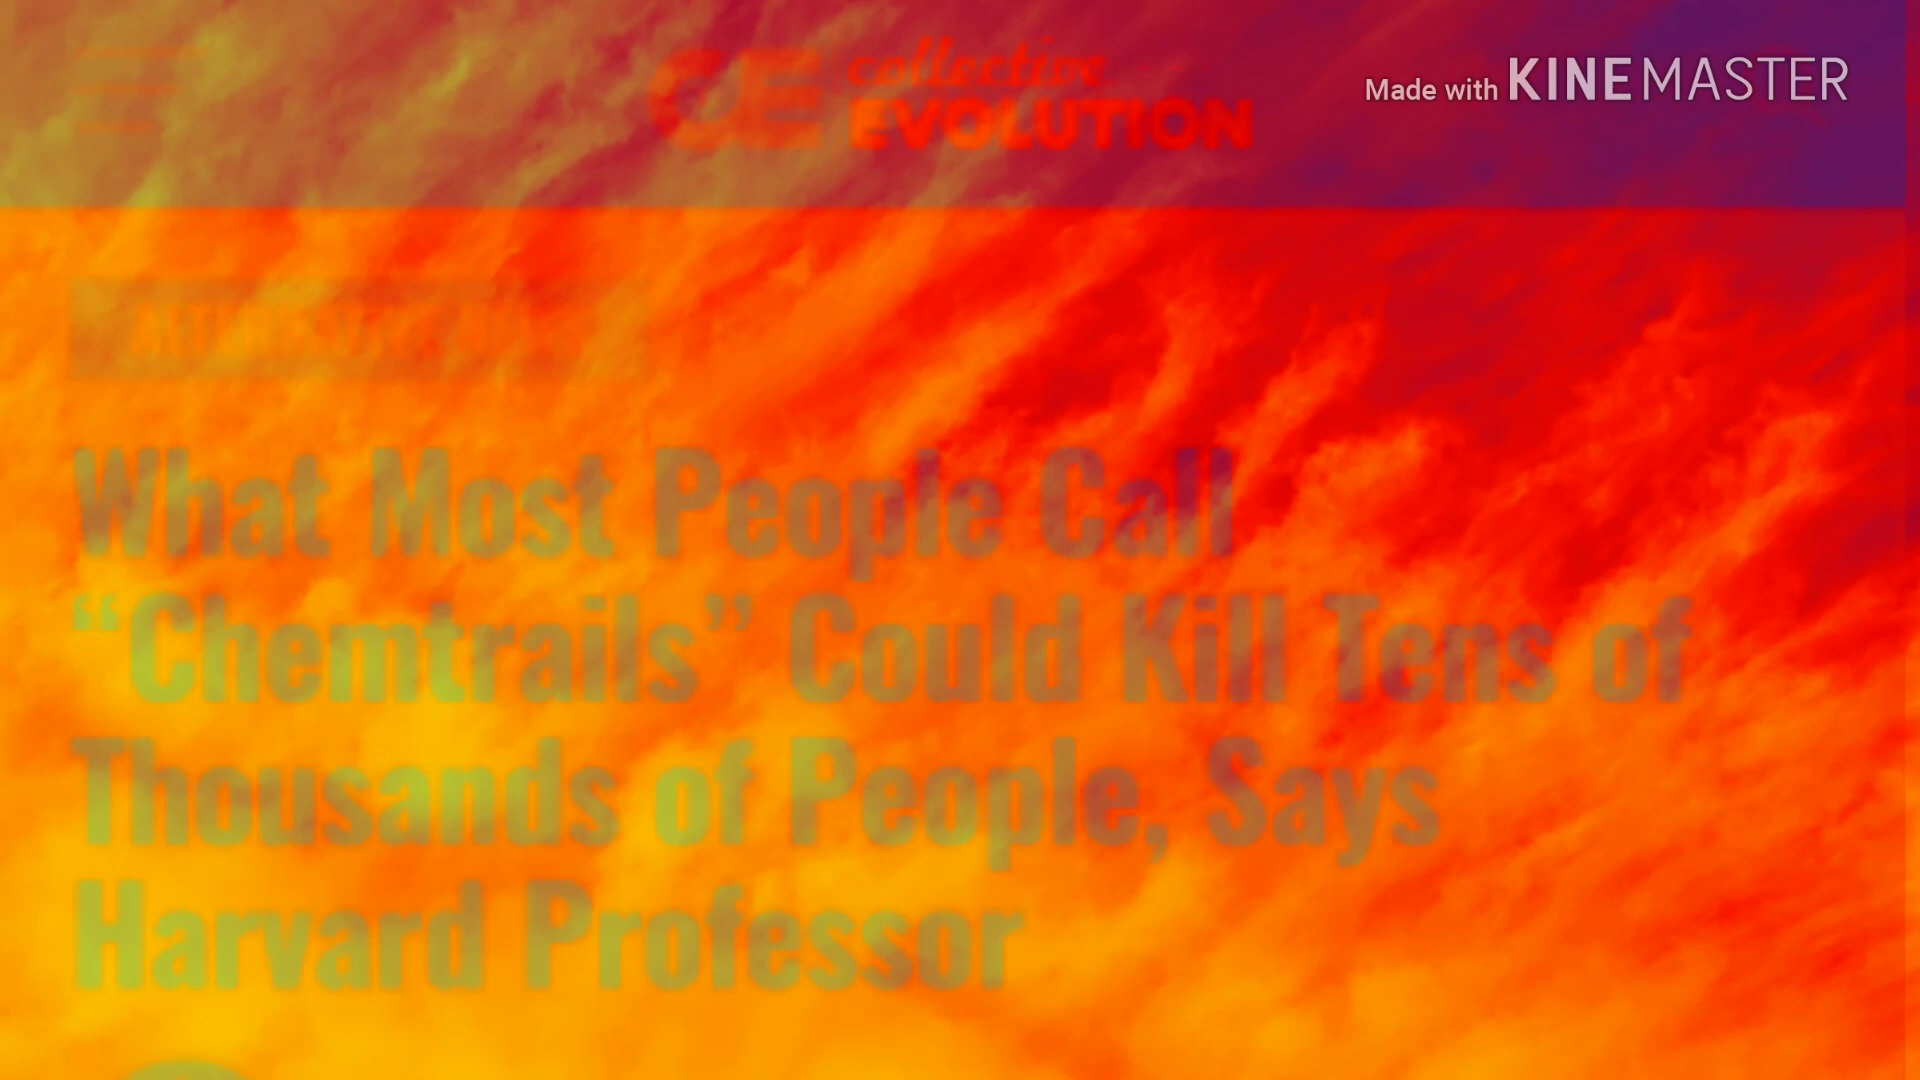 CE collective
EVOLUTION
Made with KINEMASTER
What Most People Call
“Chemtrails” Could Kill Tens of
Thousands of People, Says
Harvard Professor